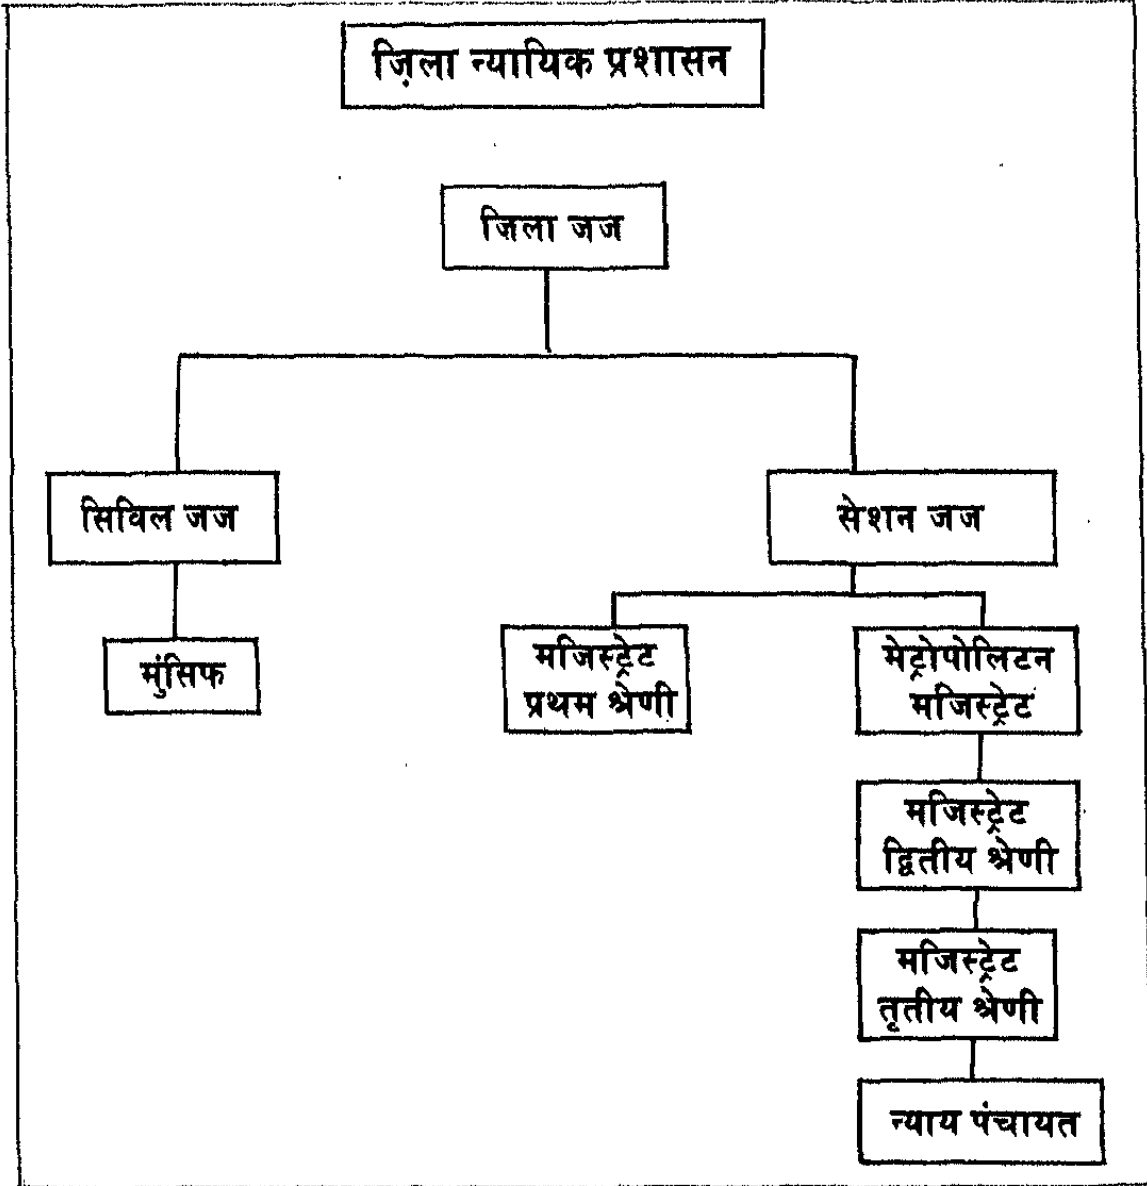 ज़िला न्यायिक प्रशासन
ज़िला जज
सिविल जज
सेशन जज
मुंसिफ
मजिस्ट्रेट
प्रथम श्रेणी
मेट्रोपोलिटन
मजिस्ट्रेट
मजिस्ट्रेट
द्वितीय श्रेणी
मजिस्ट्रेट
तृतीय श्रेणी
न्याय पंचायत